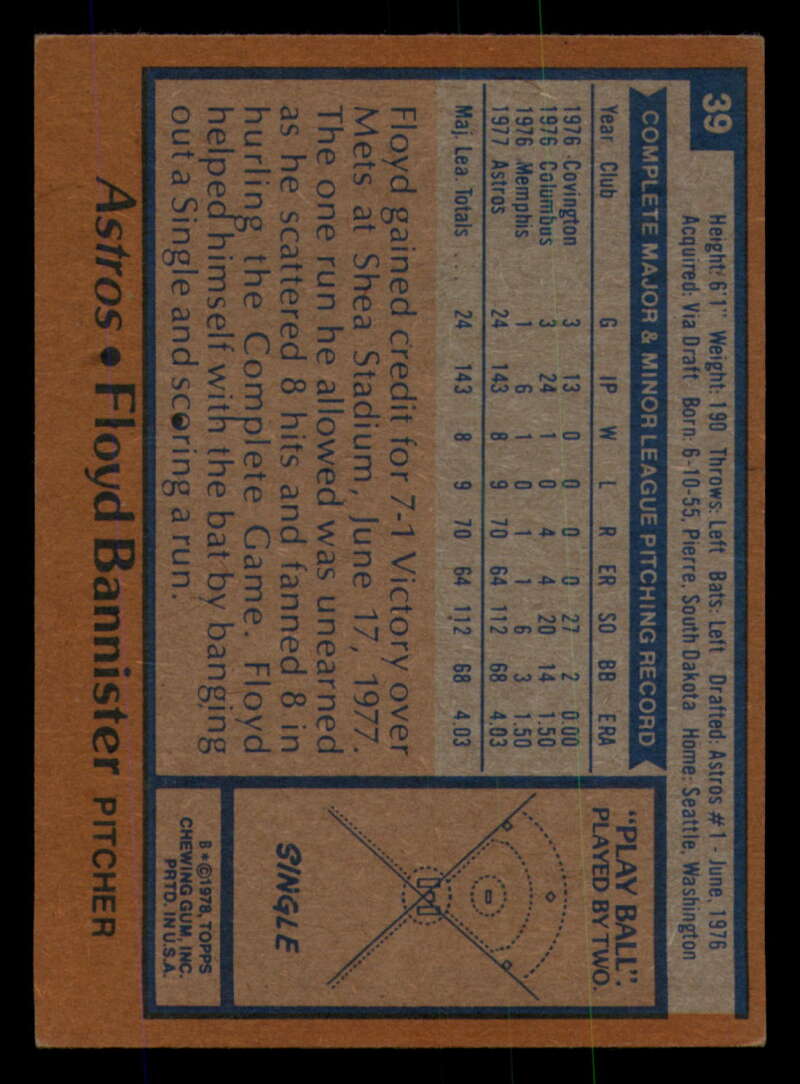 39
Height: 6'1" Weight: 190 Throws: Left Bats: Left Drafted: Astros #1 - June, 1976
Acquired: Via Draft Born: 6-10-55, Pierre, South Dakota Home: Seattle, Washington
COMPLETE MAJOR & MINOR LEAGUE PITCHING RECORD
Year Club G IP W L R ER SO BB ERA
1976 Covington 3 13 0 0 0 0 27 2 0.00
1976 Columbus 3 24 1 0 4 4 20 14 1.50
1976 Memphis 1 6 1 0 1 1 6 3 1.50
1977 Astros 24 143 8 9 70 64 112 68 4.03
Maj. Lea. Totals .... 24 143 8 9 70 64 112 68 4.03
Floyd gained credit for 7-1 Victory over
Mets at Shea Stadium, June 17, 1977.
The one run he allowed was unearned
as he scattered 8 hits and fanned 8 in
hurling the Complete Game. Floyd
helped himself with the bat by banging
out a Single and scoring a run.
"PLAY BALL".
PLAYED BY TWO.
SINGLE
B*©1978, TOPPS
CHEWING GUM, INC.
PRTD. IN U.S.A.
Astros • Floyd Bannister PITCHER